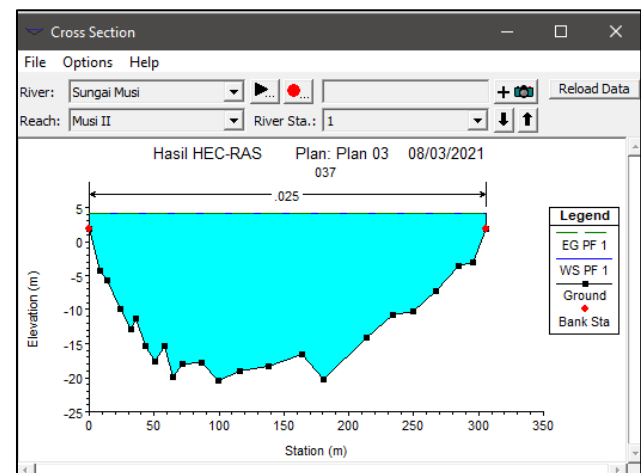 Cross Section
File Options Help
River: Sungai Musi Reload Data
Reach: Musi II River Sta.: 1
Hasil HEC-RAS Plan: Plan 03 08/03/2021
037
.025
Legend
EG PF 1
WS PF 1
Ground
Bank Sta
Elevation (m)
5
0
-5
-10
-15
-20
-25
0 50 100 150 200 250 300 350
Station (m)